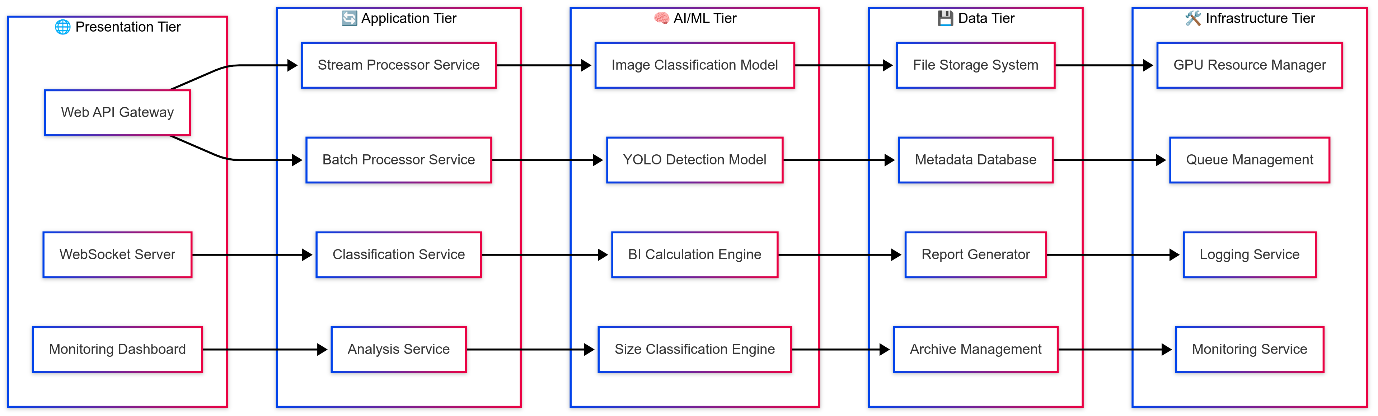 🌐 Presentation Tier
Web API Gateway
WebSocket Server
Monitoring Dashboard
🔄 Application Tier
Stream Processor Service
Batch Processor Service
Classification Service
Analysis Service
🧠 AI/ML Tier
Image Classification Model
YOLO Detection Model
BI Calculation Engine
Size Classification Engine
💾 Data Tier
File Storage System
Metadata Database
Report Generator
Archive Management
🛠️ Infrastructure Tier
GPU Resource Manager
Queue Management
Logging Service
Monitoring Service